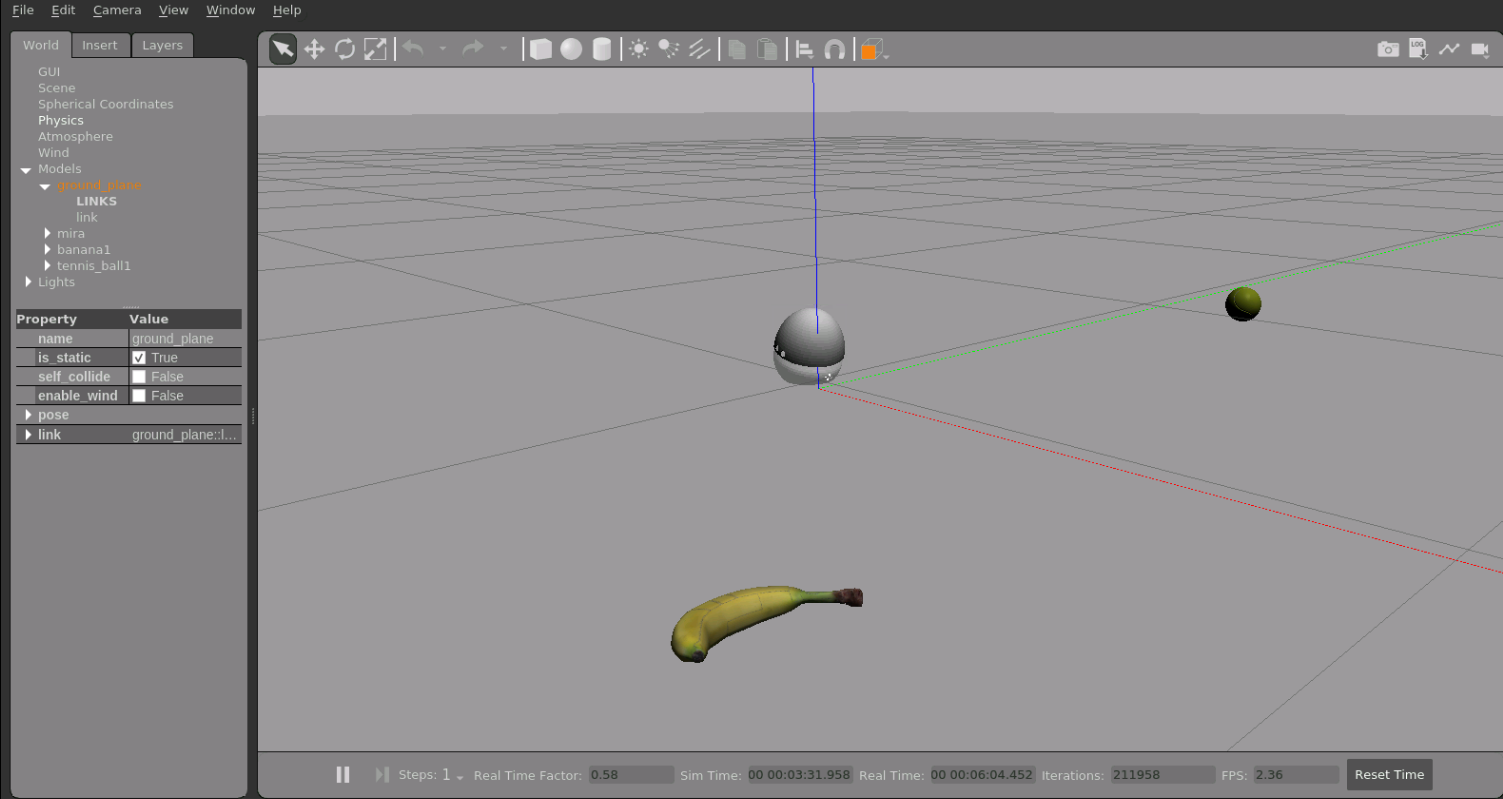 File Edit Camera View Window Help
World Insert Layers
GUI
Scene
Spherical Coordinates
Physics
Atmosphere
Wind
Models
ground_plane
LINKS
link
mira
banana1
tennis_ball1
Lights
Property Value
name ground_plane
is_static True
self_collide False
enable_wind False
pose
link ground_plane::l...
LOG
Steps: 1 Real Time Factor: 0.58 Sim Time: 00 00:03:31.958 Real Time: 00 00:06:04.452 Iterations: 211958 FPS: 2.36 Reset Time